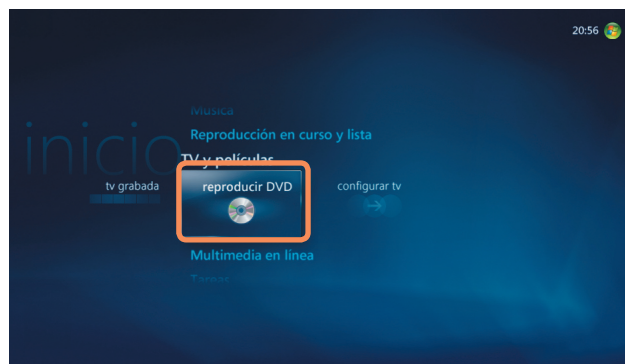 20:56
Música
inicio
Reproducción en curso y lista
TV y películas
tv grabada
reproducir DVD
configurar tv
Multimedia en línea
Tareas